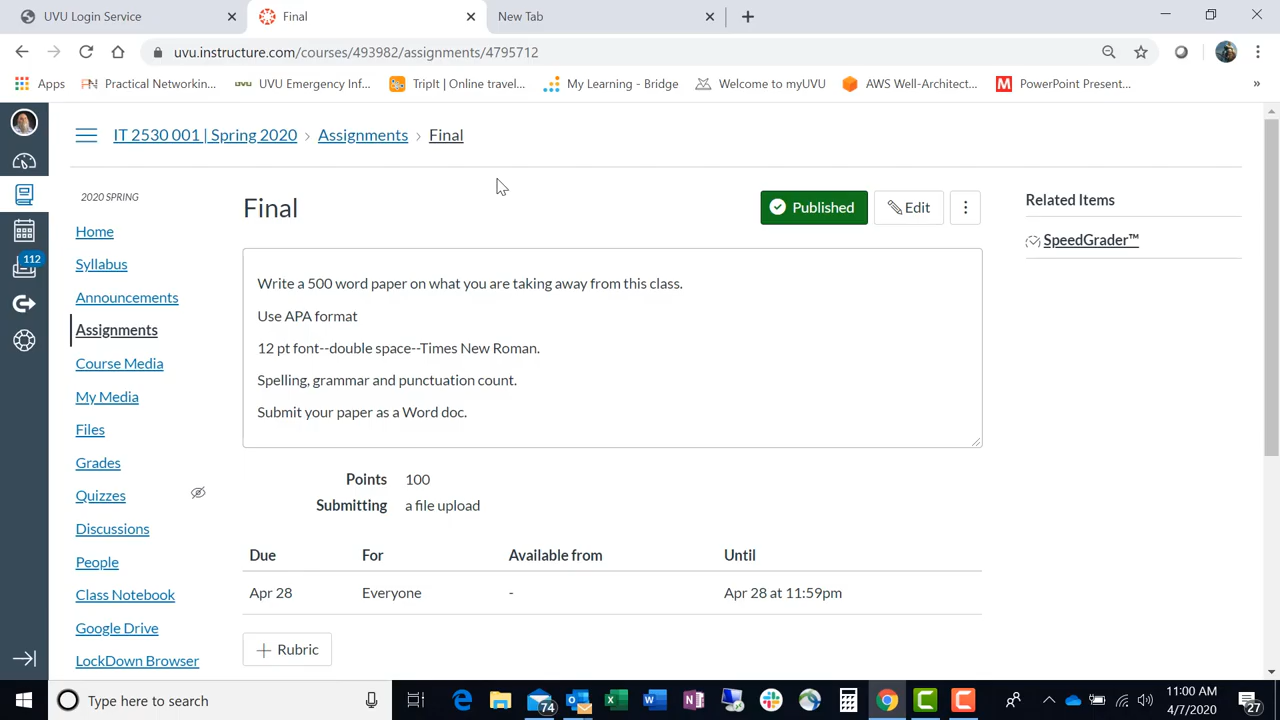 UVU Login Service
Final
New Tab
uvu.instructure.com/courses/493982/assignments/4795712
Apps
PN Practical Networkin...
UVU UVU Emergency Inf...
TripIt | Online travel...
My Learning - Bridge
Welcome to myUVU
AWS Well-Architect...
M PowerPoint Present...
»
IT 2530 001 | Spring 2020 > Assignments > Final
2020 SPRING
Home
Syllabus
Announcements
Assignments
Course Media
My Media
Files
Grades
Quizzes
Discussions
People
Class Notebook
Google Drive
LockDown Browser
112
Final
Published
Edit
Write a 500 word paper on what you are taking away from this class.
Use APA format
12 pt font--double space--Times New Roman.
Spelling, grammar and punctuation count.
Submit your paper as a Word doc.
Points 100
Submitting a file upload
Due For Available from Until
Apr 28 Everyone - Apr 28 at 11:59pm
+ Rubric
Related Items
SpeedGrader™
Type here to search
74
11:00 AM
4/7/2020
27